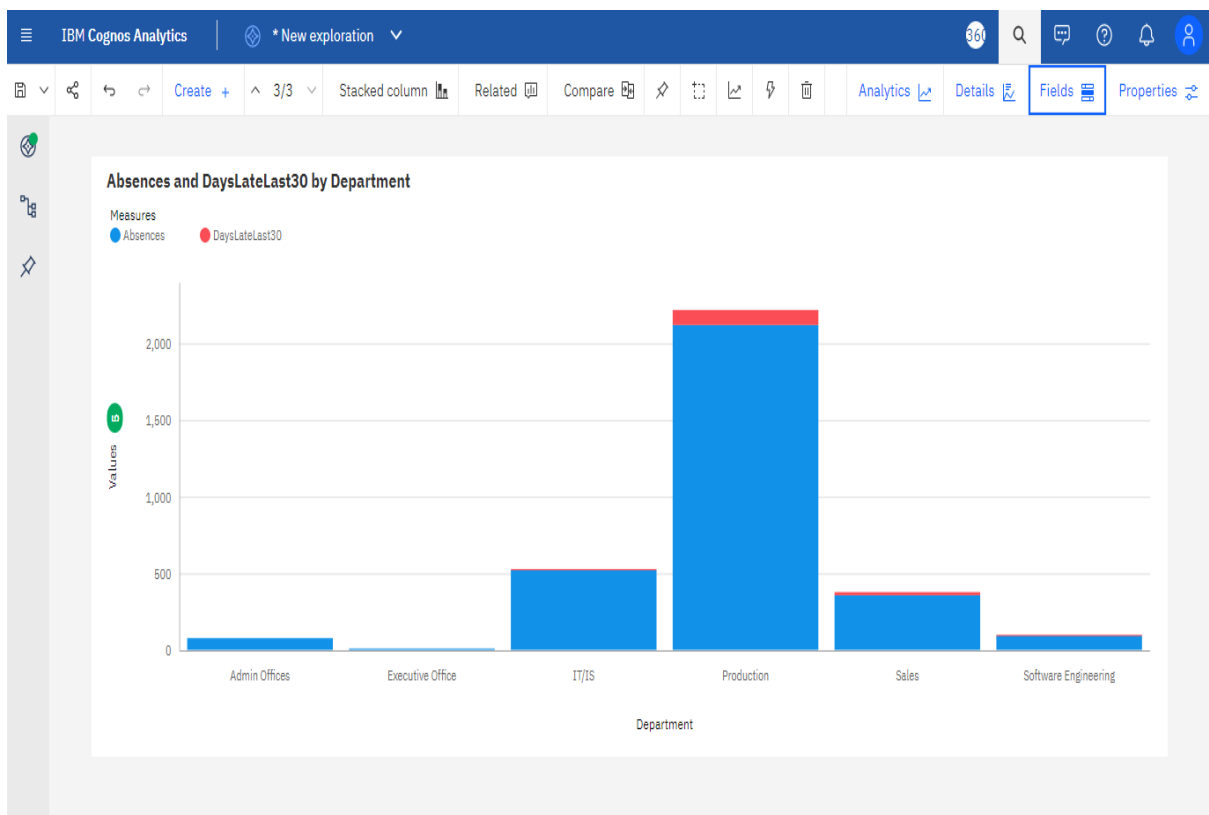 IBM Cognos Analytics * New exploration 360
Create + 3/3 Stacked column Related Compare Analytics Details Fields Properties
Absences and DaysLateLast30 by Department
Measures
Absences DaysLateLast30
2,000
1,500
1,000
500
0
Values
Admin Offices Executive Office IT/IS Production Sales Software Engineering
Department